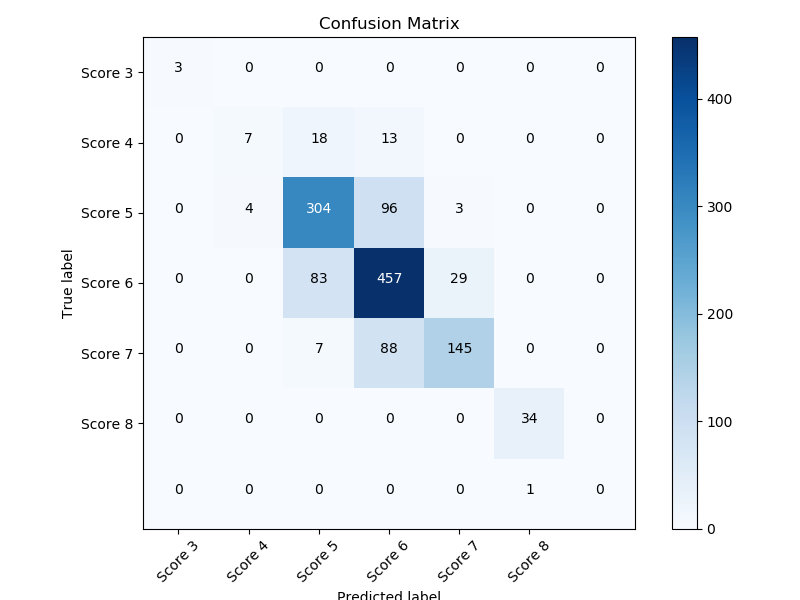 Confusion Matrix
Score 3 3 0 0 0 0 0 0
Score 4 0 7 18 13 0 0 0
Score 5 0 4 304 96 3 0 0
Score 6 0 0 83 457 29 0 0
Score 7 0 0 7 88 145 0 0
Score 8 0 0 0 0 0 34 0
0 0 0 0 0 1 0
True label
Score 3 Score 4 Score 5 Score 6 Score 7 Score 8
Predicted label
400
300
200
100
0